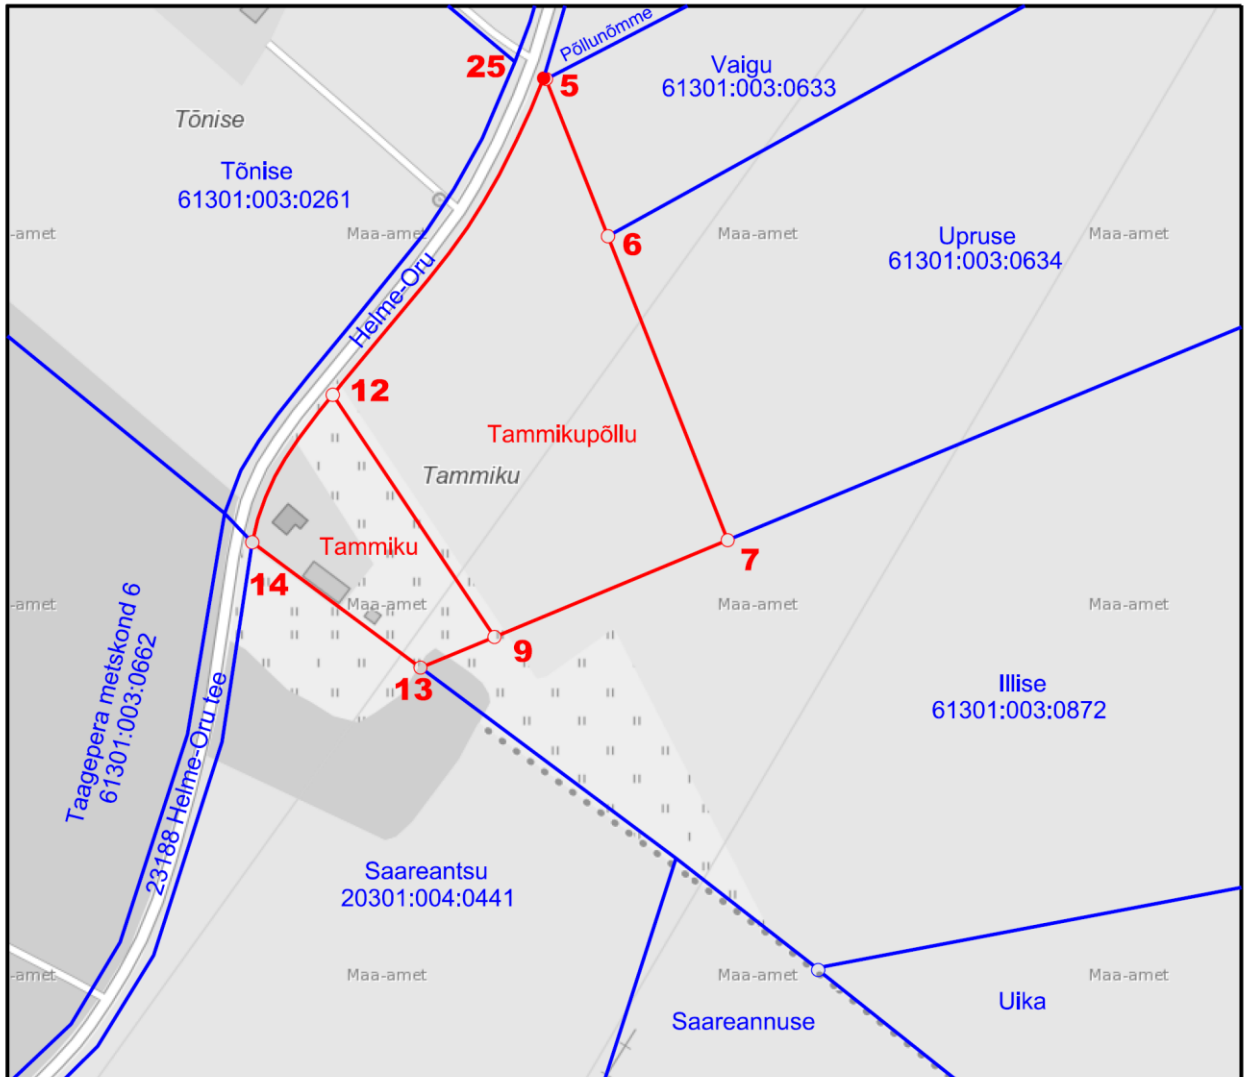 Põllunõmme
25
5
Vaigu
61301:003:0633
Tõnise
Tõnise
61301:003:0261
-amet
Maa-amet
Maa-amet
Maa-amet
6
Upruse
61301:003:0634
Helme-Oru
12
Tammikupõllu
Tammiku
Tammiku
7
14
Maa-amet
Maa-amet
Maa-amet
Taagepera metskond 6
61301:003:0662
9
13
Illise
61301:003:0872
23188 Helme-Oru tee
Saareantsu
20301:004:0441
-amet
Maa-amet
Maa-amet
Maa-amet
Uika
Saareannuse